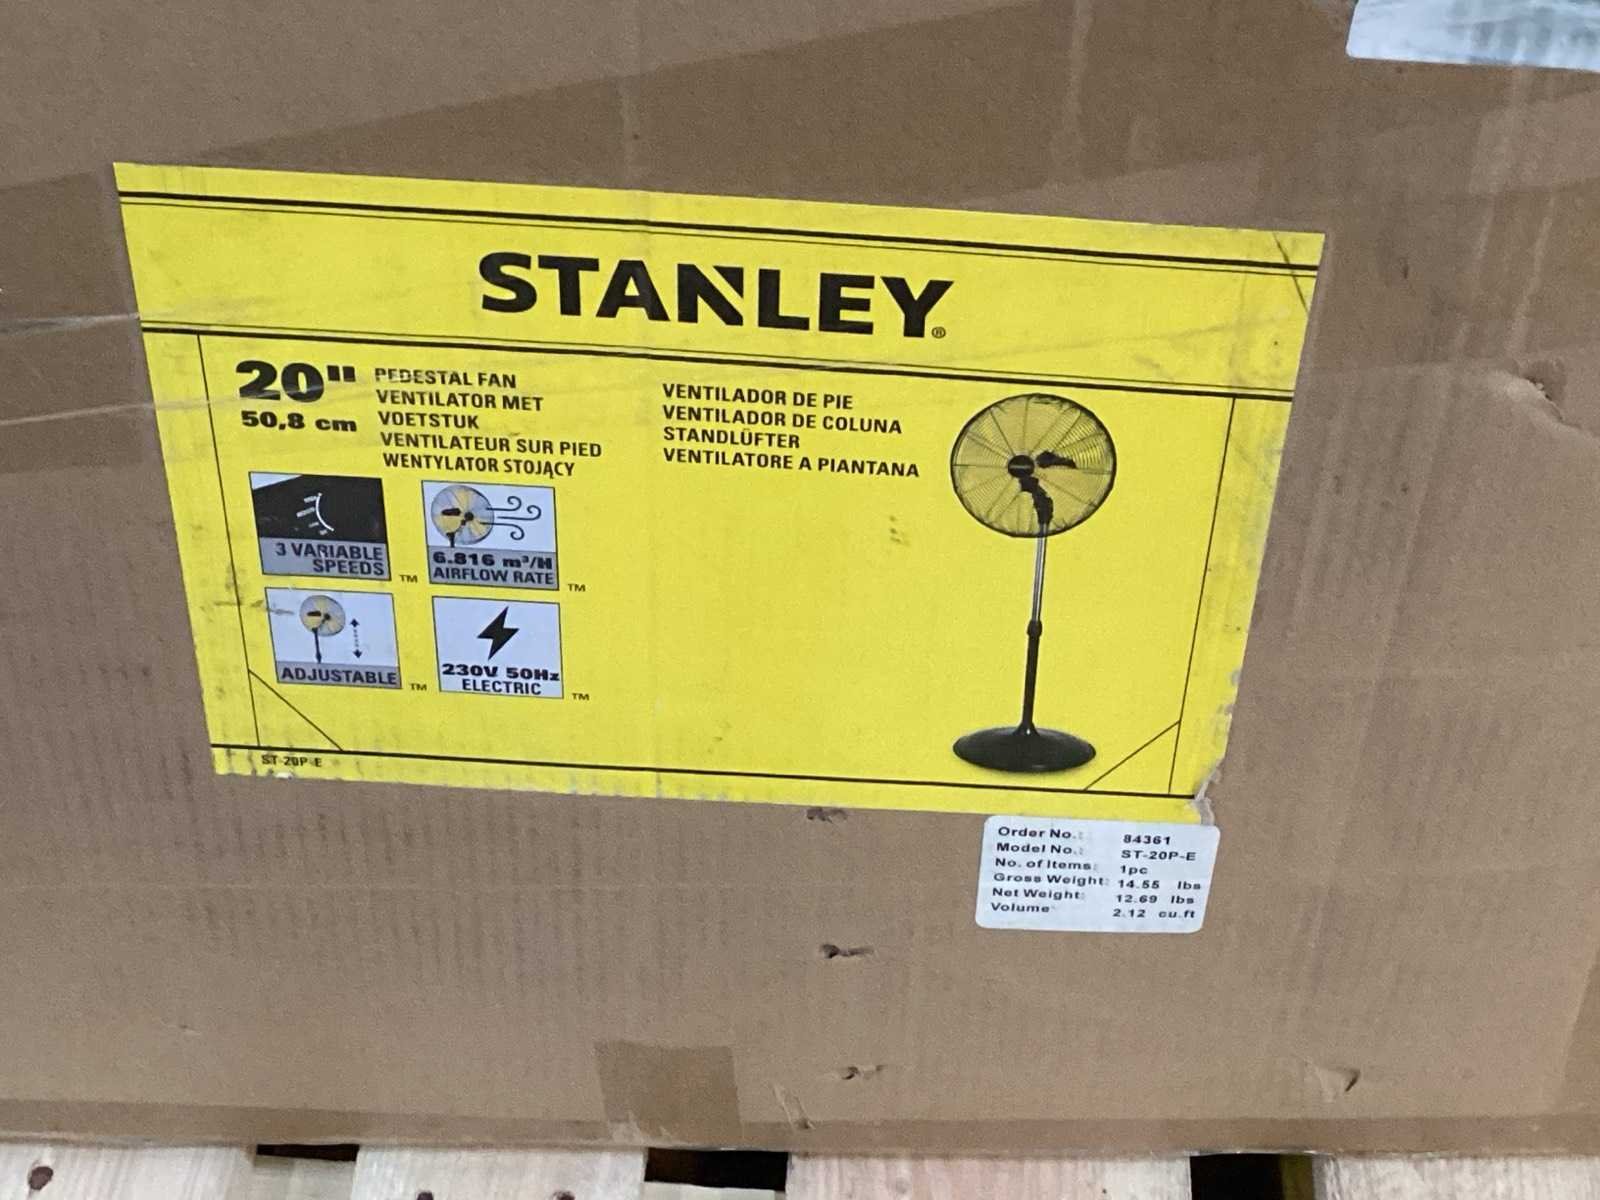 STANLEY®
20"
50,8 cm
PEDESTAL FAN
VENTILATOR MET
VOETSTUK
VENTILATEUR SUR PIED
WENTYLATOR STOJĄCY
VENTILADOR DE PIE
VENTILADOR DE COLUNA
STANDLÜFTER
VENTILATORE A PIANTANA
3 VARIABLE
SPEEDS ™
6.816 m³/H
AIRFLOW RATE ™
ADJUSTABLE ™
230V 50Hz
ELECTRIC ™
ST-20P-E
Order No.: 84361
Model No.: ST-20P-E
No. of Items: 1pc
Gross Weight: 14.55 lbs
Net Weight: 12.69 lbs
Volume 2.12 cu.ft